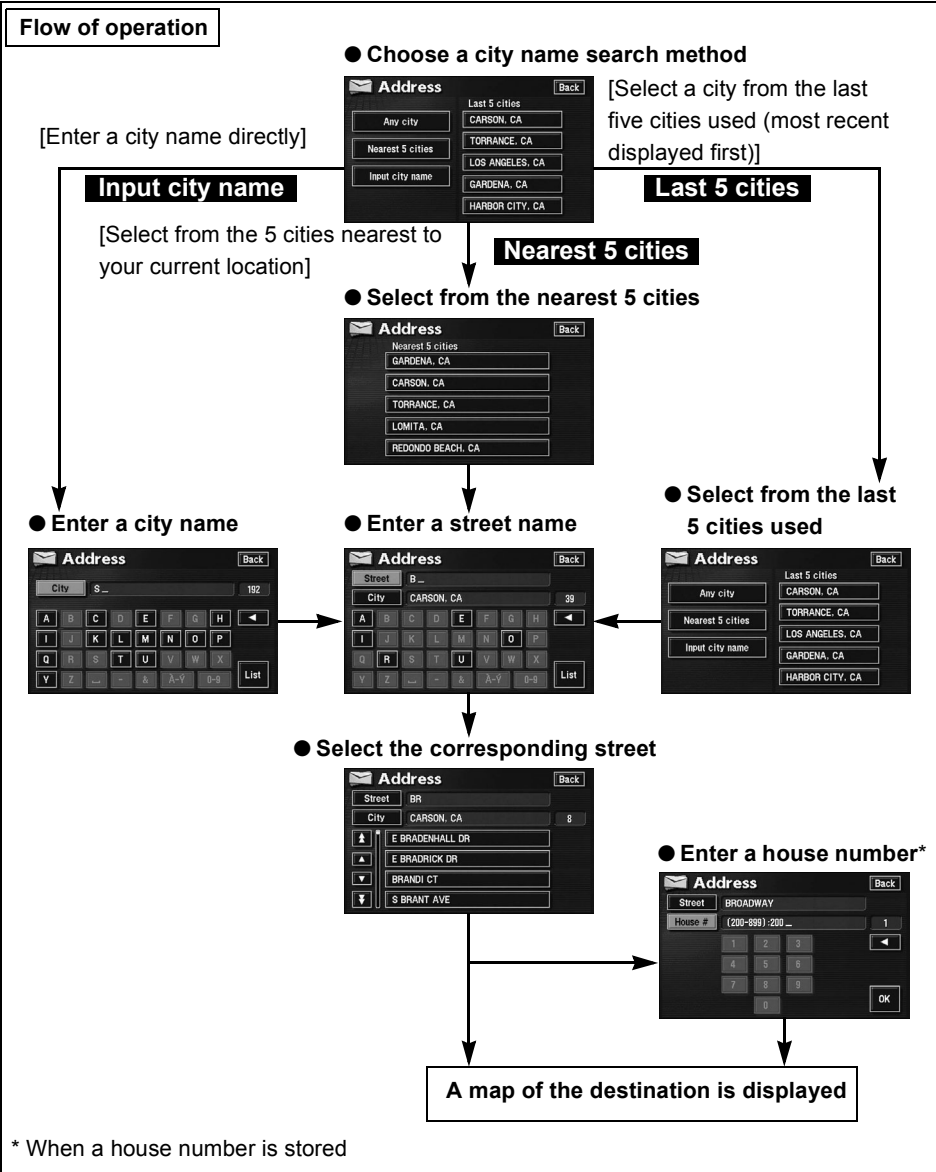 Flow of operation
● Choose a city name search method
Address Back
Last 5 cities
Any city
Nearest 5 cities
Input city name
CARSON, CA
TORRANCE, CA
LOS ANGELES, CA
GARDENA, CA
HARBOR CITY, CA
[Enter a city name directly]
Input city name
[Select a city from the last
five cities used (most recent
displayed first)]
Last 5 cities
[Select from the 5 cities nearest to
your current location]
Nearest 5 cities
● Select from the nearest 5 cities
Address Back
Nearest 5 cities
GARDENA, CA
CARSON, CA
TORRANCE, CA
LOMITA, CA
REDONDO BEACH, CA
● Enter a city name
Address Back
City S_ 192
A B C D E F G H
I J K L M N O P
Q R S T U V W X
Y Z - & À-Ý 0-9 List
● Enter a street name
Address Back
Street B_
City CARSON, CA 39
A B C D E F G H
I J K L M N O P
Q R S T U V W X
Y Z - & À-Ý 0-9 List
● Select from the last
5 cities used
Address Back
Last 5 cities
Any city
Nearest 5 cities
Input city name
CARSON, CA
TORRANCE, CA
LOS ANGELES, CA
GARDENA, CA
HARBOR CITY, CA
● Select the corresponding street
Address Back
Street BR
City CARSON, CA 8
E BRADENHALL DR
E BRADRICK DR
BRANDI CT
S BRANT AVE
● Enter a house number*
Address Back
Street BROADWAY
House # (200-899):200_ 1
1 2 3
4 5 6
7 8 9
0 OK
A map of the destination is displayed
* When a house number is stored